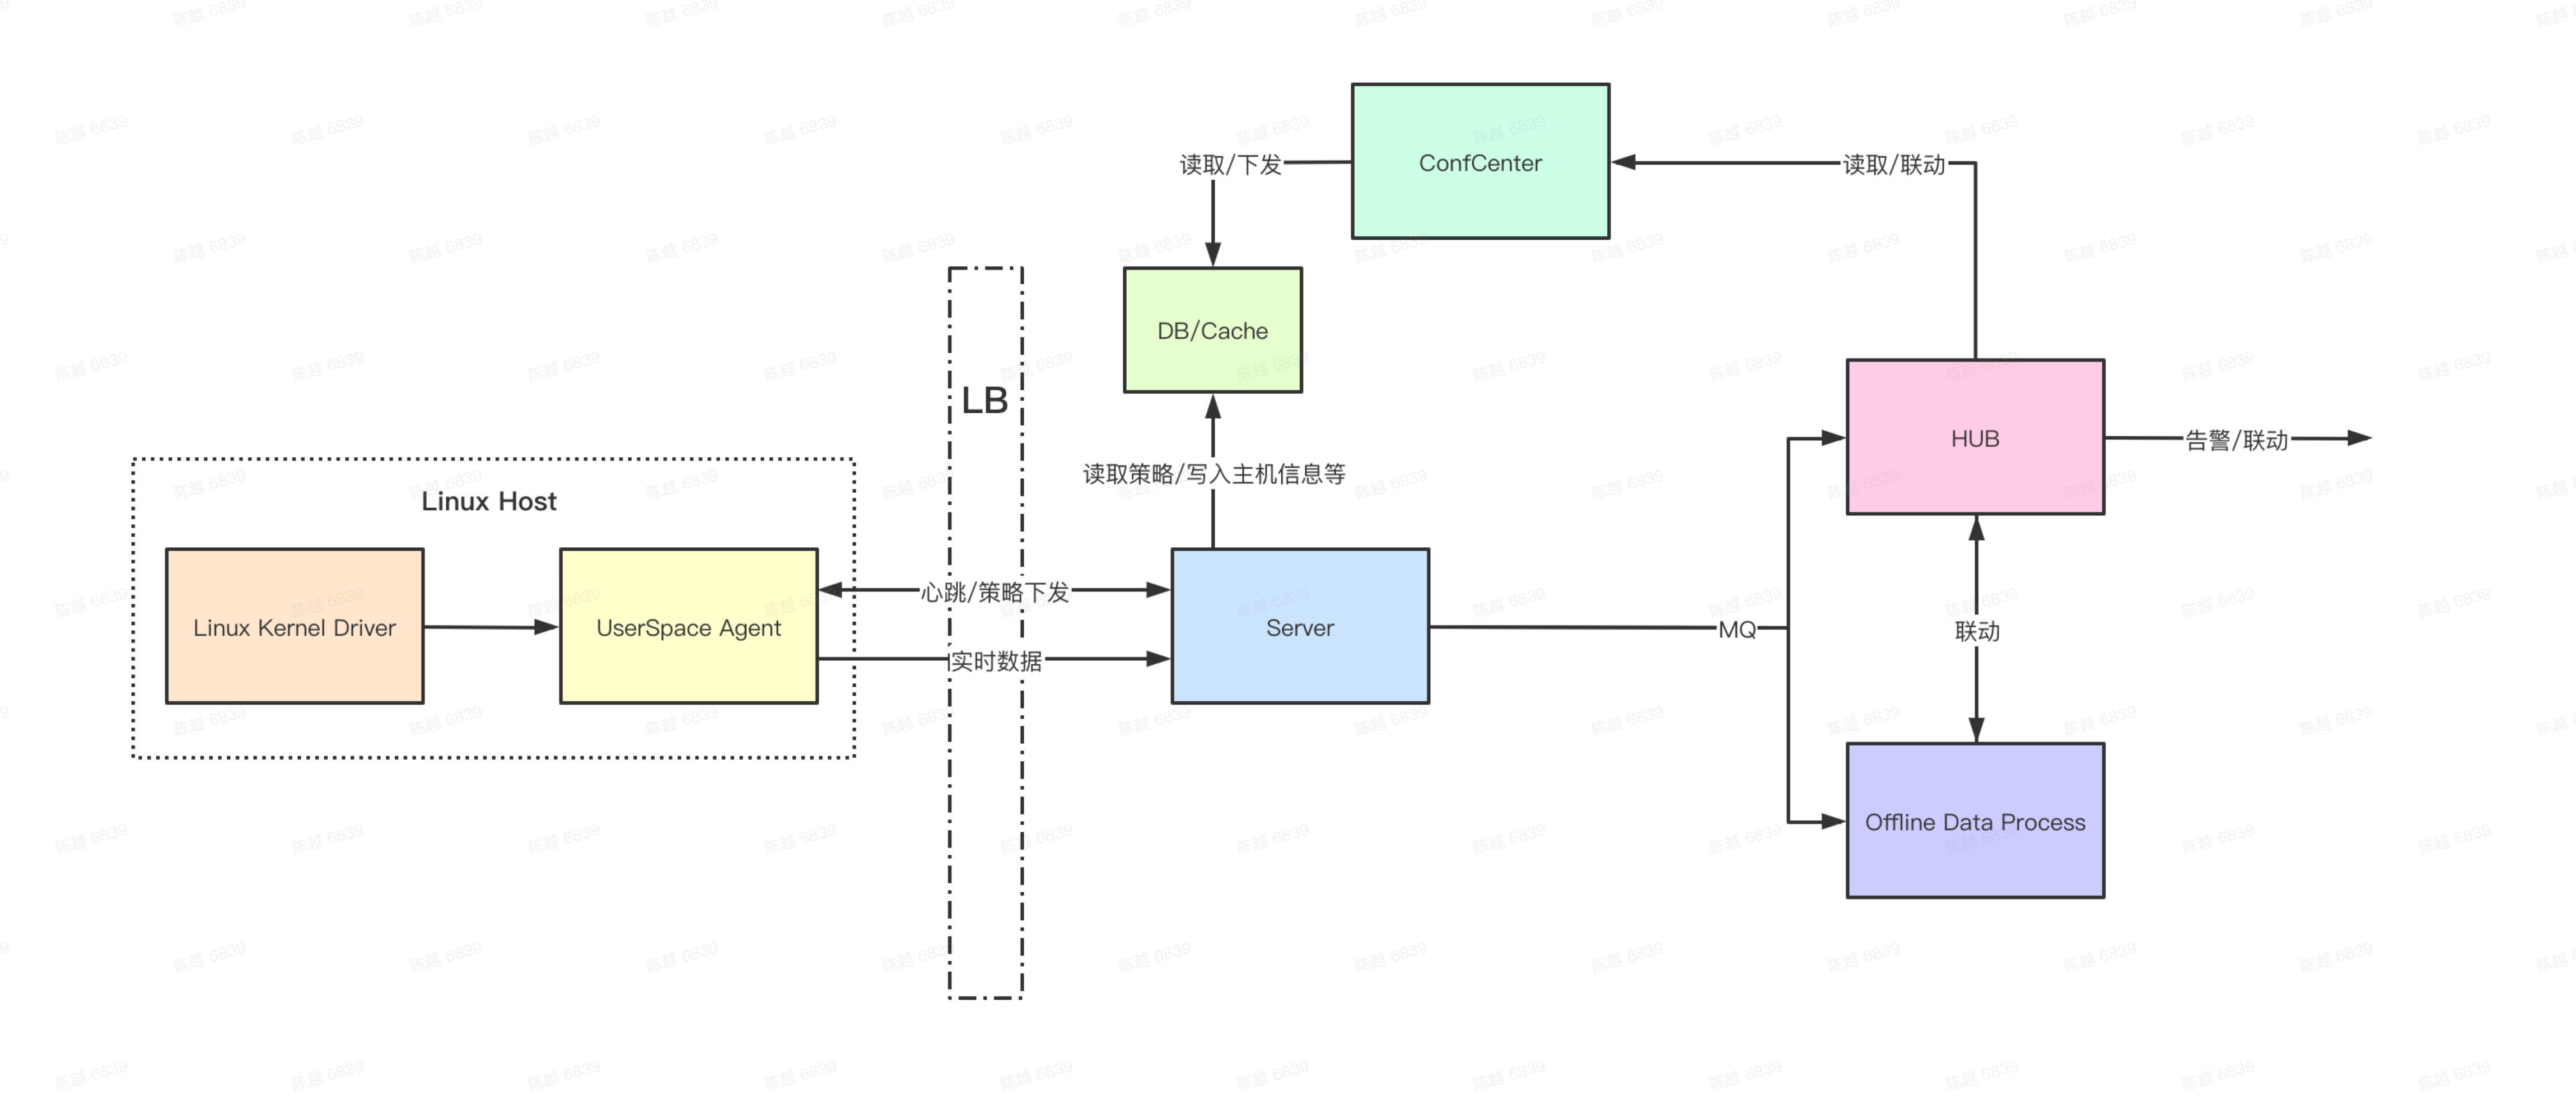 读取/下发
ConfCenter
读取/联动
DB/Cache
LB
HUB
告警/联动
读取策略/写入主机信息等
Linux Host
Linux Kernel Driver
UserSpace Agent
心跳/策略下发
实时数据
Server
MQ
联动
Offline Data Process
陈越 6839